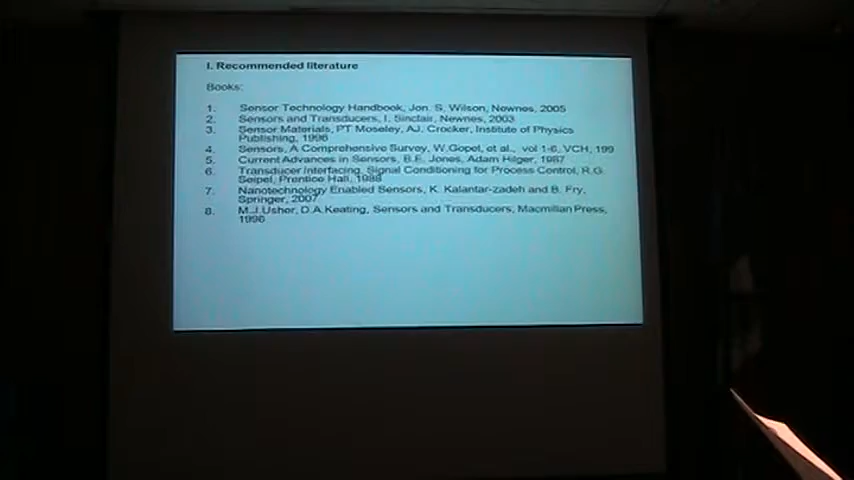 I. Recommended literature
Books:
1. Sensor Technology Handbook, Jon. S, Wilson, Newnes, 2005
2. Sensors and Transducers, I. Sinclair, Newnes, 2003
3. Sensor Materials, PT Moseley, AJ. Crocker, Institute of Physics
Publishing, 1996
4. Sensors, A Comprehensive Survey, W.Gopel, et al., vol 1-6, VCH, 199
5. Current Advances in Sensors, B.E. Jones, Adam Hilger, 1987
6. Transducer Interfacing, Signal Conditioning for Process Control, R.G.
Seipel, Prentice Hall, 1988
7. Nanotechnology Enabled Sensors, K. Kalantar-zadeh and B. Fry,
Springer, 2007
8. M.J.Usher, D.A.Keating, Sensors and Transducers, Macmillan Press,
1996